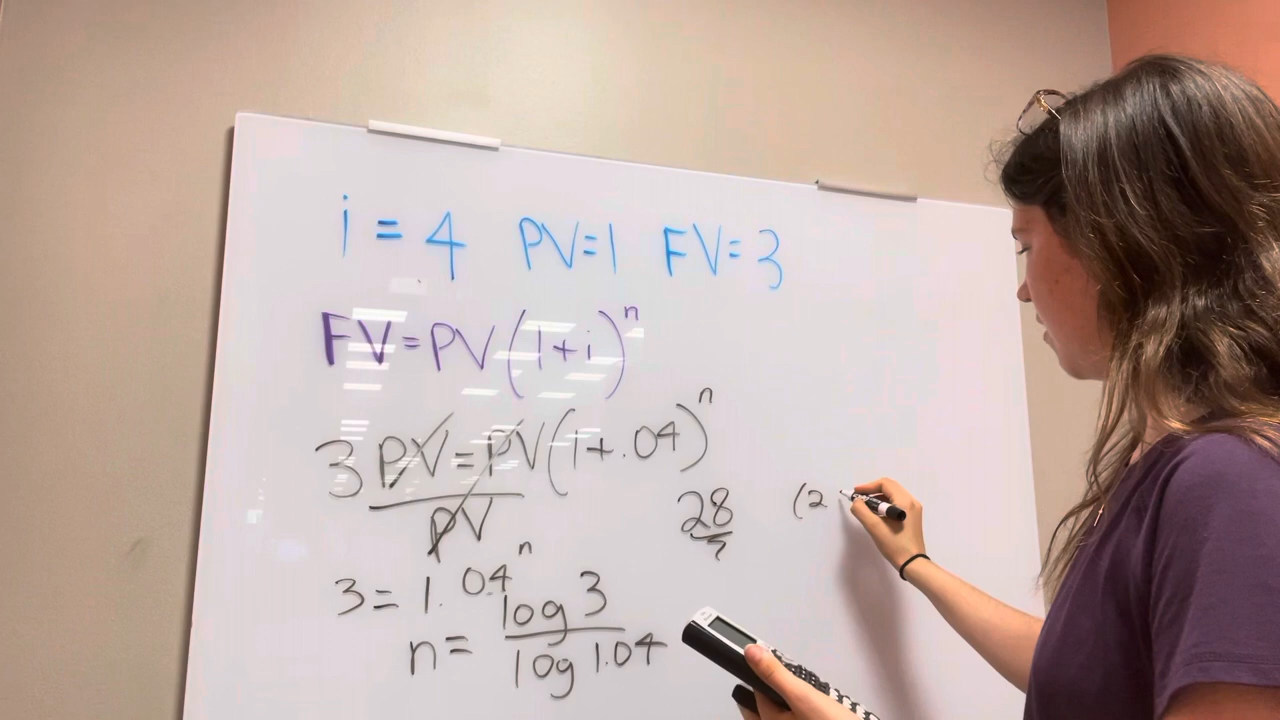 i = 4 PV=1 FV=3
FV=PV(1+i)^n
3PV=PV(1+.04)^n
PV
28
(2
3=1.04^n
n= log 3
log 1.04